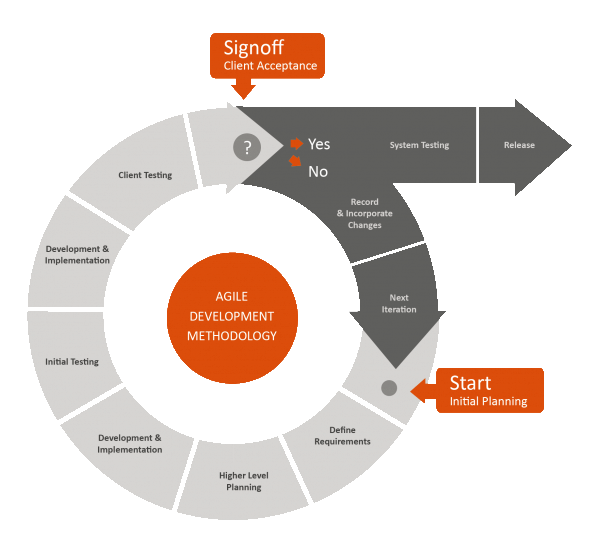 Signoff
Client Acceptance
?
Yes
No
System Testing
Release
Record
& Incorporate
Changes
Next
Iteration
Start
Initial Planning
Define
Requirements
Higher Level
Planning
Development &
Implementation
Initial Testing
Development &
Implementation
Client Testing
AGILE
DEVELOPMENT
METHODOLOGY